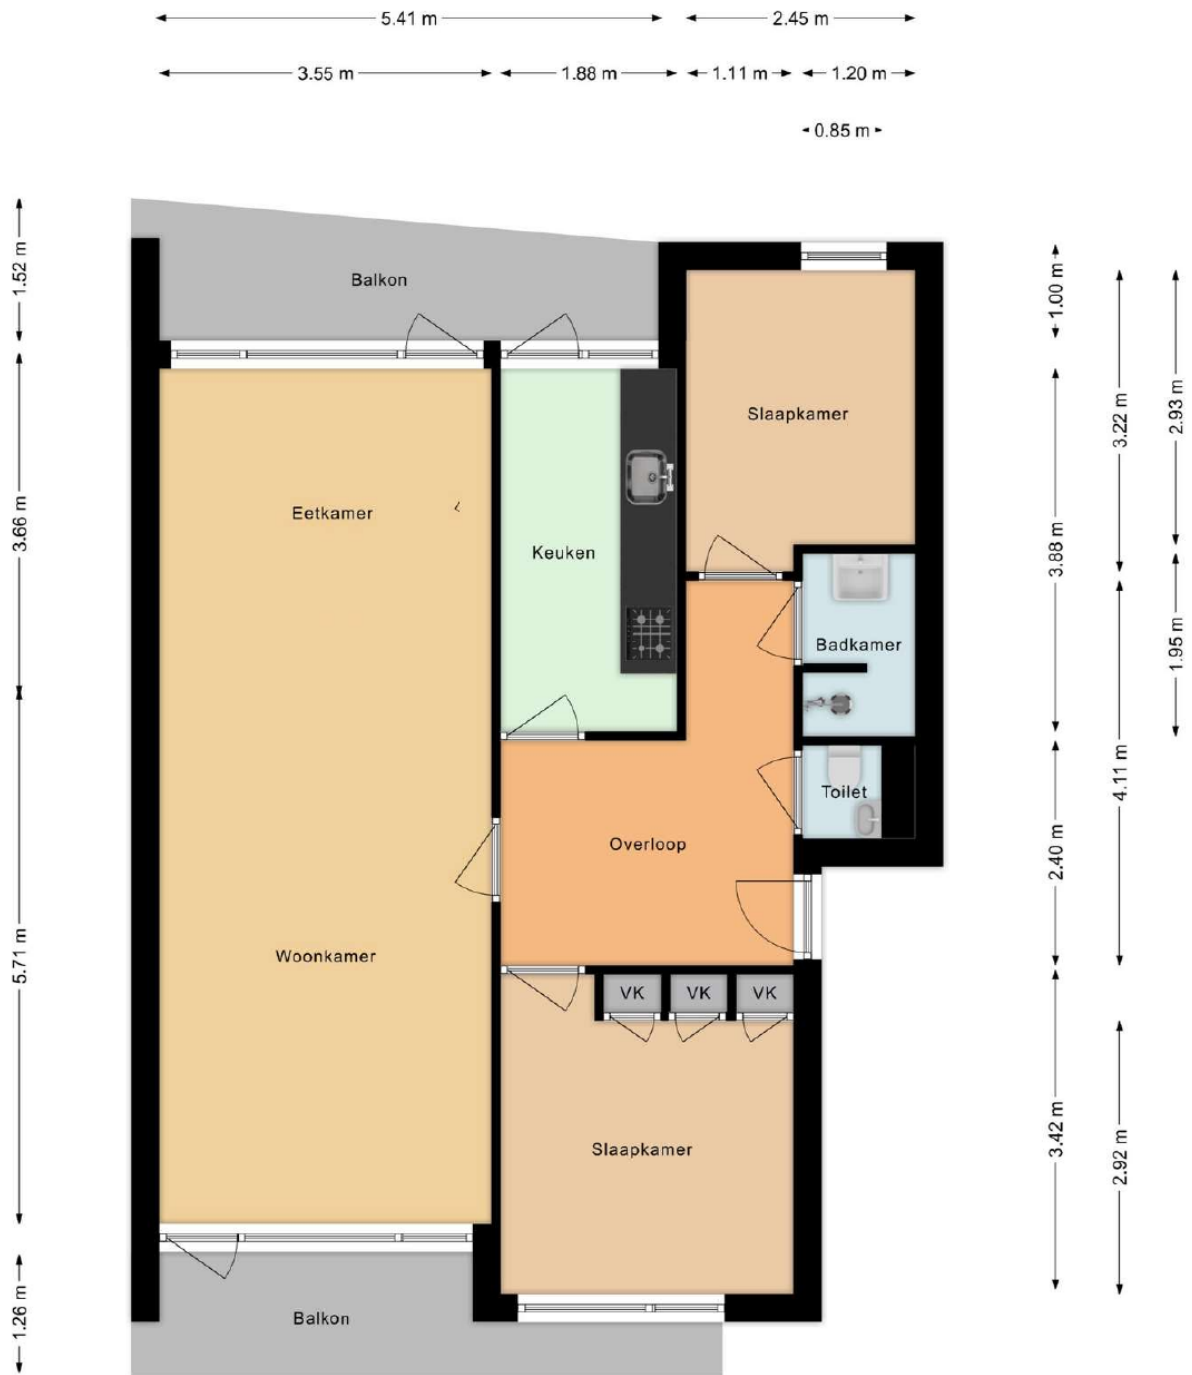 5.41 m
2.45 m
3.55 m
1.88 m
1.11 m
1.20 m
0.85 m
1.52 m
3.66 m
5.71 m
1.26 m
1.00 m
3.88 m
2.40 m
3.42 m
3.22 m
4.11 m
2.92 m
2.93 m
1.95 m
Balkon
Slaapkamer
Eetkamer
Keuken
Badkamer
Toilet
Overloop
Woonkamer
VK
VK
VK
Slaapkamer
Balkon